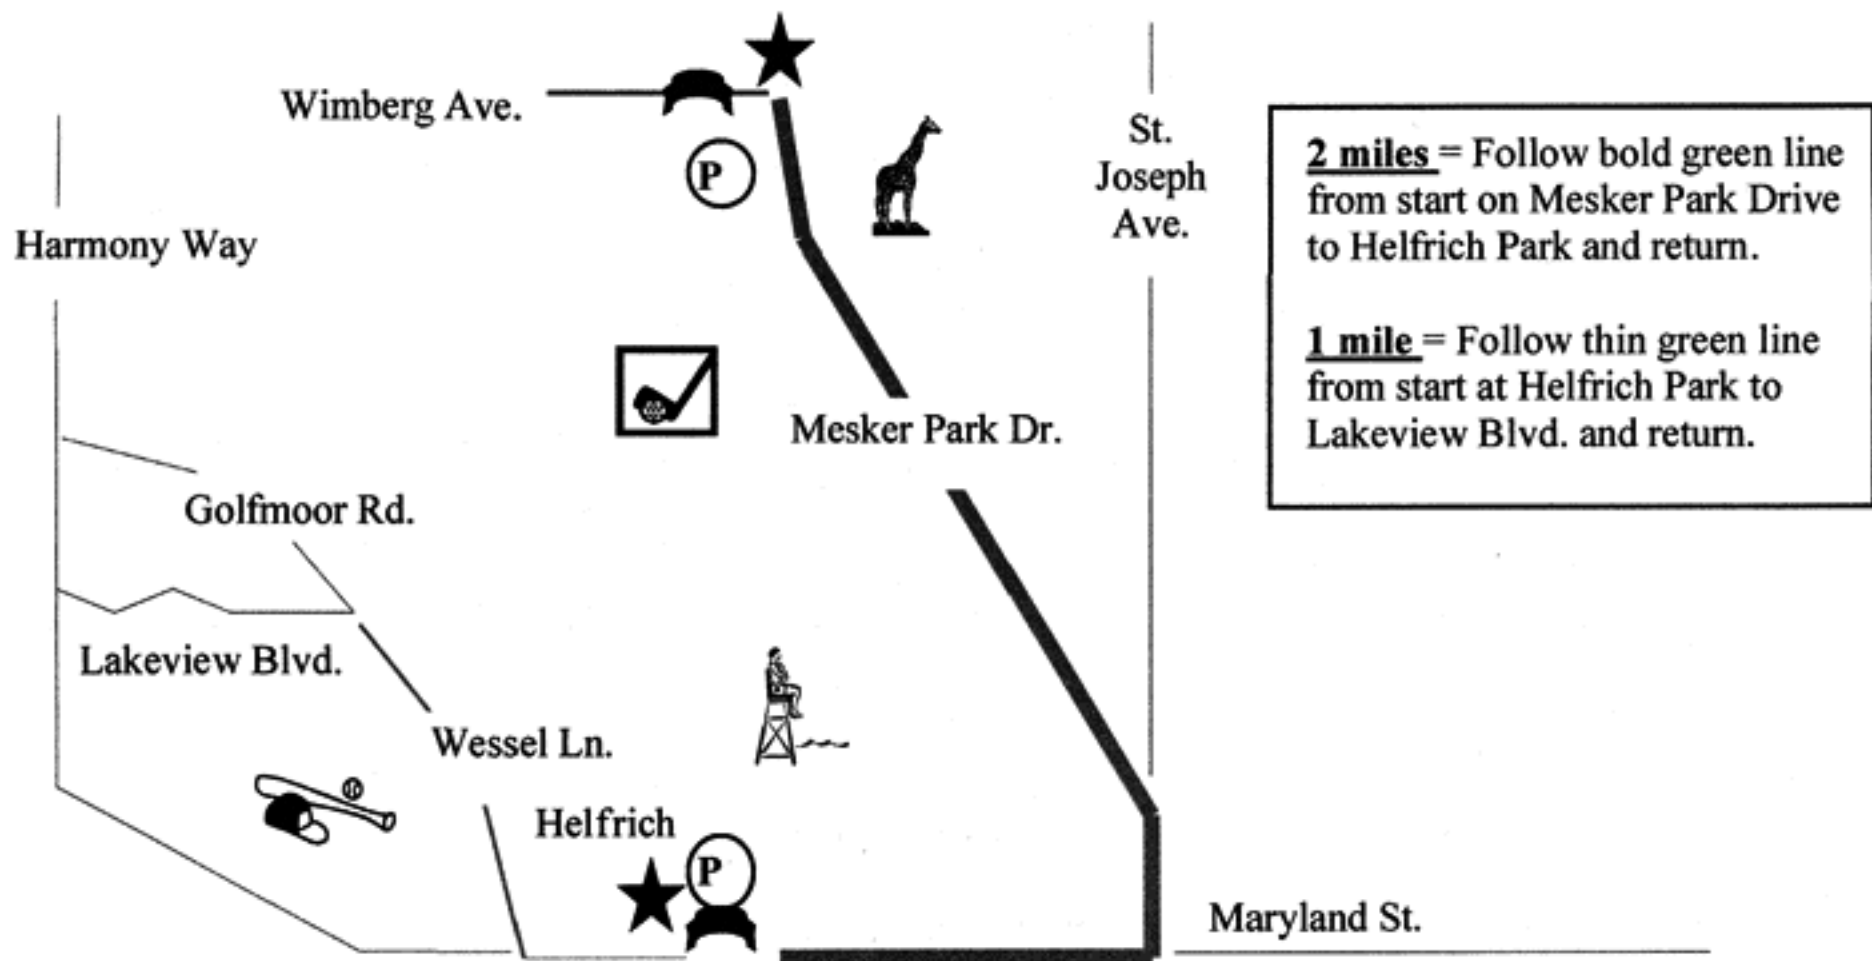 Wimberg Ave.
P
St.
Joseph
Ave.
Harmony Way
2 miles = Follow bold green line
from start on Mesker Park Drive
to Helfrich Park and return.
1 mile = Follow thin green line
from start at Helfrich Park to
Lakeview Blvd. and return.
Mesker Park Dr.
Golfmoor Rd.
Lakeview Blvd.
Wessel Ln.
Helfrich
P
Maryland St.